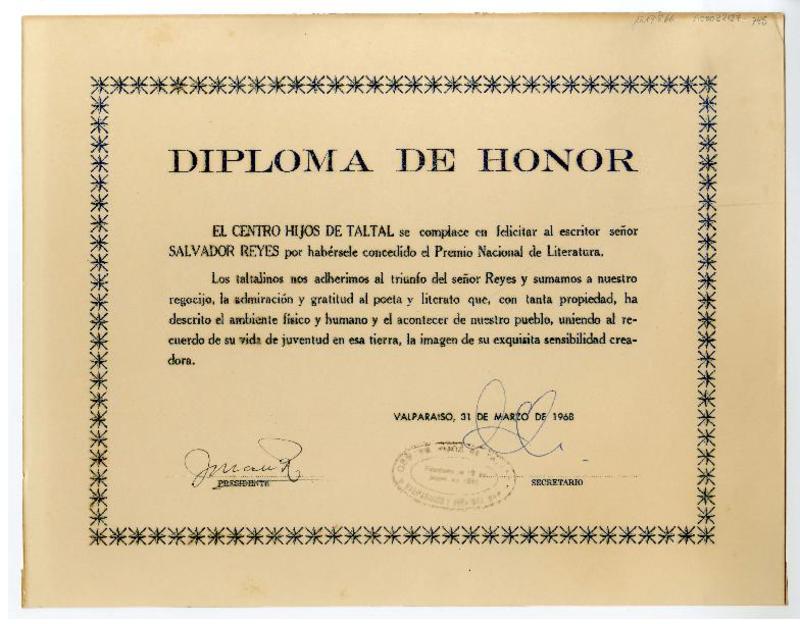 DIPLOMA DE HONOR
EL CENTRO HIJOS DE TALTAL se complace en felicitar al escritor señor
SALVADOR REYES por habérsele concedido el Premio Nacional de Literatura.
Los taltalinos nos adherimos al triunfo del señor Reyes y sumamos a nuestro
regocijo, la admiración y gratitud al poeta y literato que, con tanta propiedad, ha
descrito el ambiente físico y humano y el acontecer de nuestro pueblo, uniendo al re-
cuerdo de su vida de juventud en esa tierra, la imagen de su exquisita sensibilidad crea-
dora.
VALPARAISO, 31 DE MARZO DE 1968
PRESIDENTE
SECRETARIO